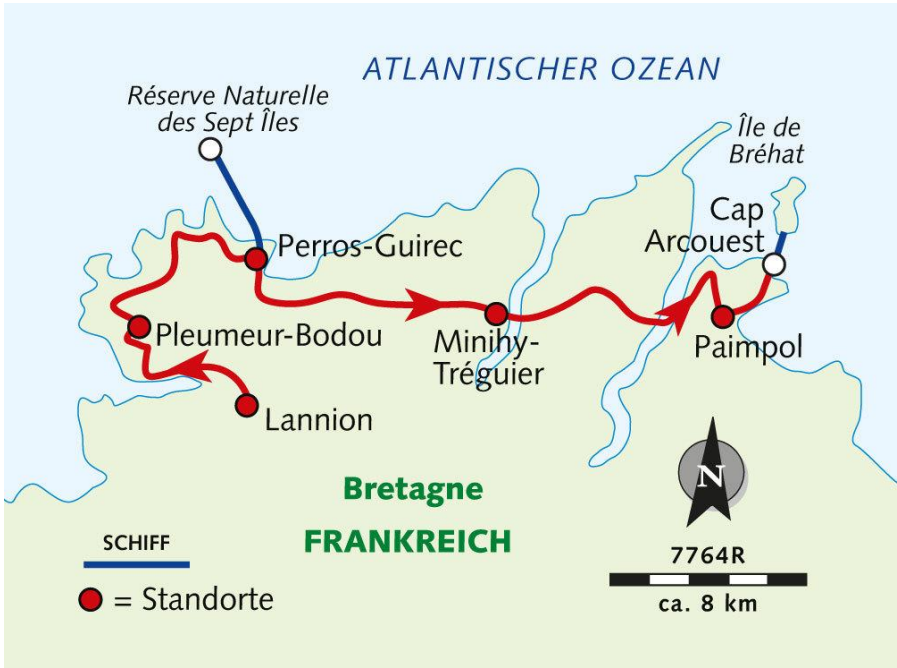 ATLANTISCHER OZEAN
Réserve Naturelle
des Sept Îles
Île de
Bréhat
Cap
Arcouest
Perros-Guirec
Pleumeur-Bodou
Minihy-
Tréguier
Paimpol
Lannion
Bretagne
FRANKREICH
N
SCHIFF
= Standorte
7764R
ca. 8 km